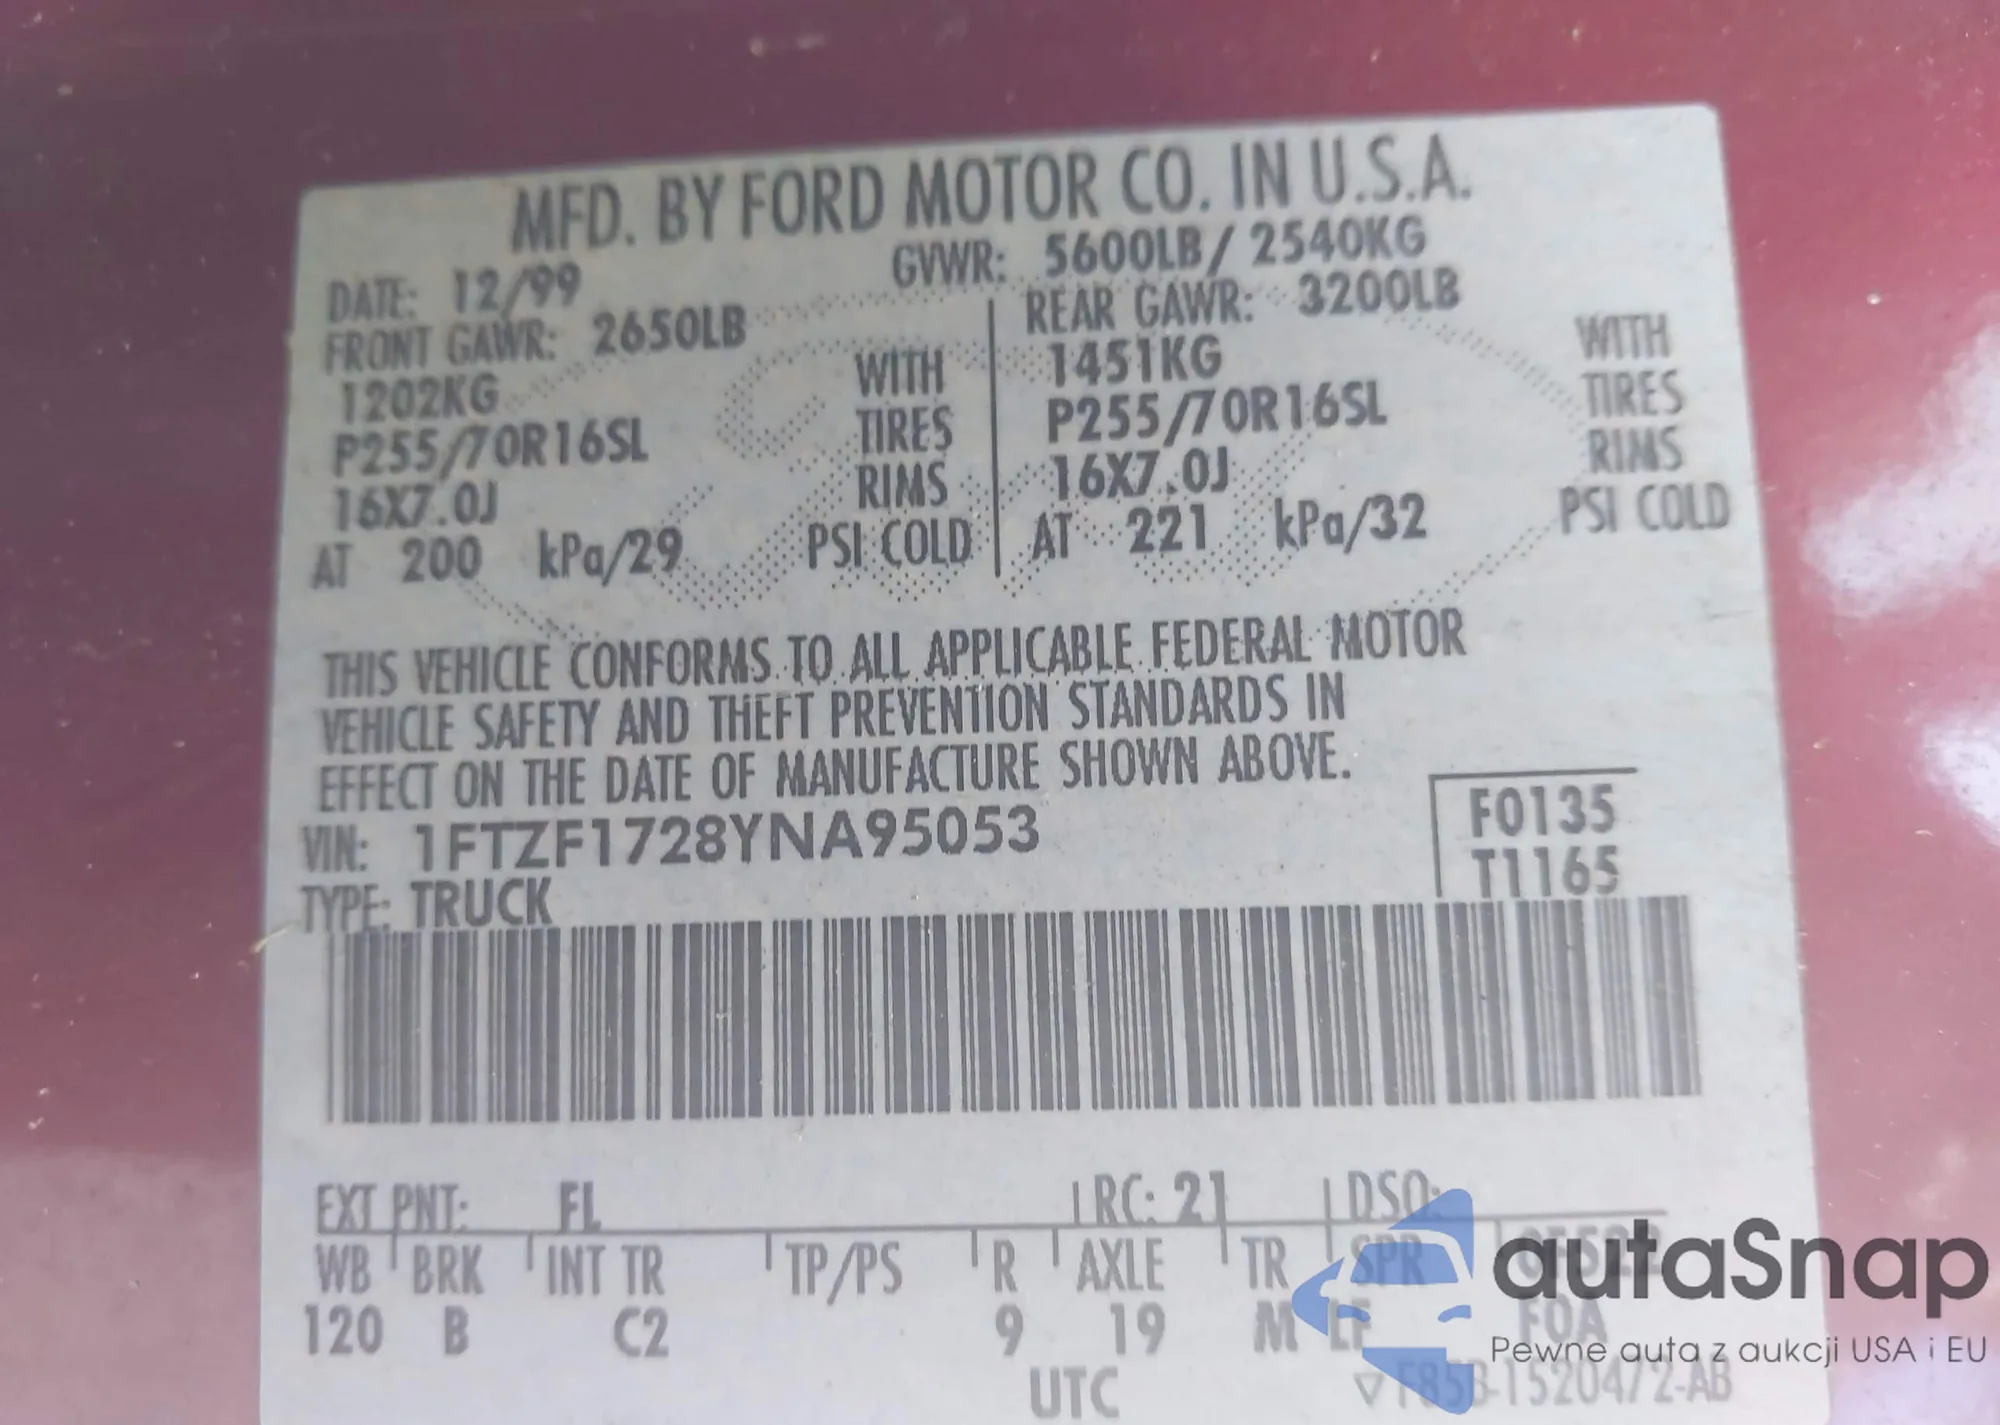 MFD. BY FORD MOTOR CO. IN U.S.A.
DATE: 12/99 GVWR: 5600LB / 2540KG
FRONT GAWR: 2650LB REAR GAWR: 3200LB
1202KG WITH 1451KG WITH
P255/70R16SL TIRES P255/70R16SL TIRES
16X7.0J RIMS 16X7.0J RIMS
AT 200 kPa/29 PSI COLD AT 221 kPa/32 PSI COLD
THIS VEHICLE CONFORMS TO ALL APPLICABLE FEDERAL MOTOR
VEHICLE SAFETY AND THEFT PREVENTION STANDARDS IN
EFFECT ON THE DATE OF MANUFACTURE SHOWN ABOVE.
VIN: 1FTZF1728YNA95053 F0135
TYPE: TRUCK T1165
EXT PNT: FL RC: 21 DSO:
WB BRK INT TR TP/PS R AXLE TR SPR
120 B C2 9 19 M LF FOA
UTC
autaSnap
Pewne auta z aukcji USA i EU